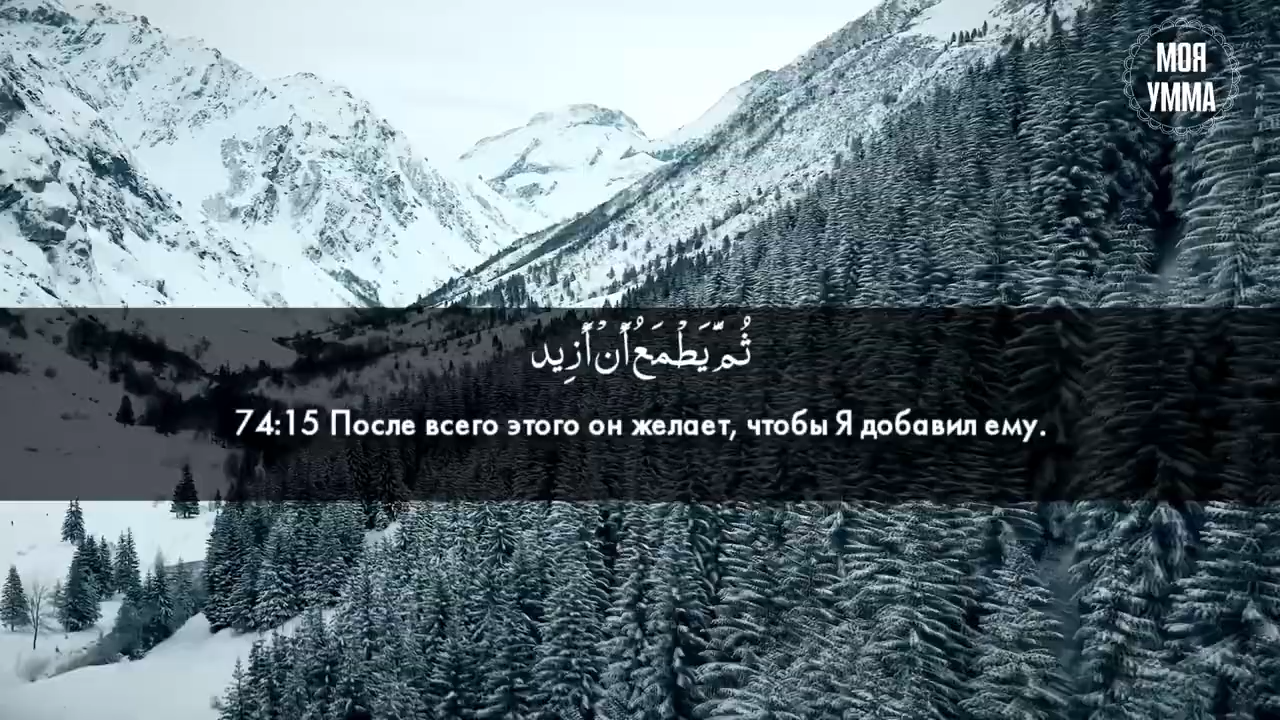 МОЯ
УММА
ثُمَّ يَطْمَعُ أَنْ أَزِيدَ
74:15 После всего этого он желает, чтобы Я добавил ему.